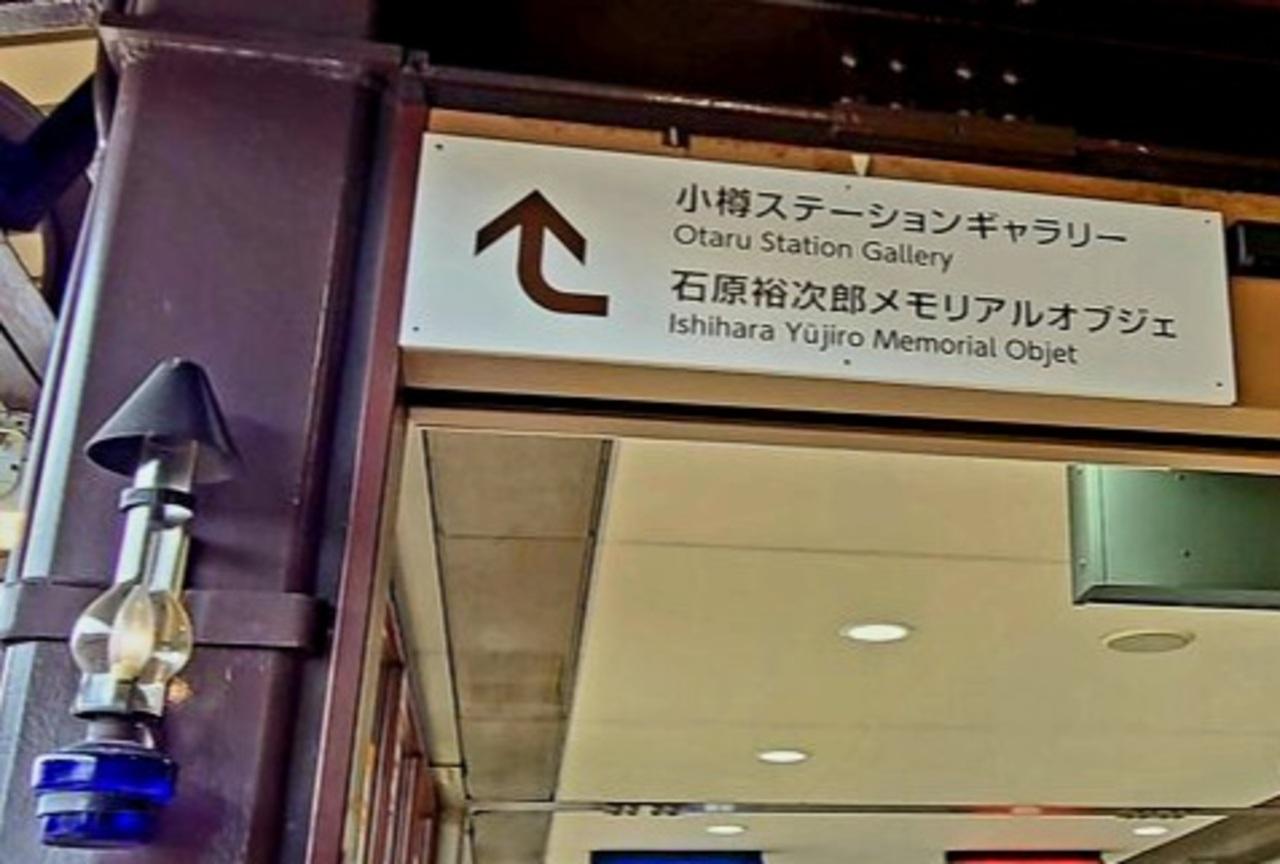 小樽ステーションギャラリー
Otaru Station Gallery
石原裕次郎メモリアルオブジェ
Ishihara Yūjiro Memorial Objet